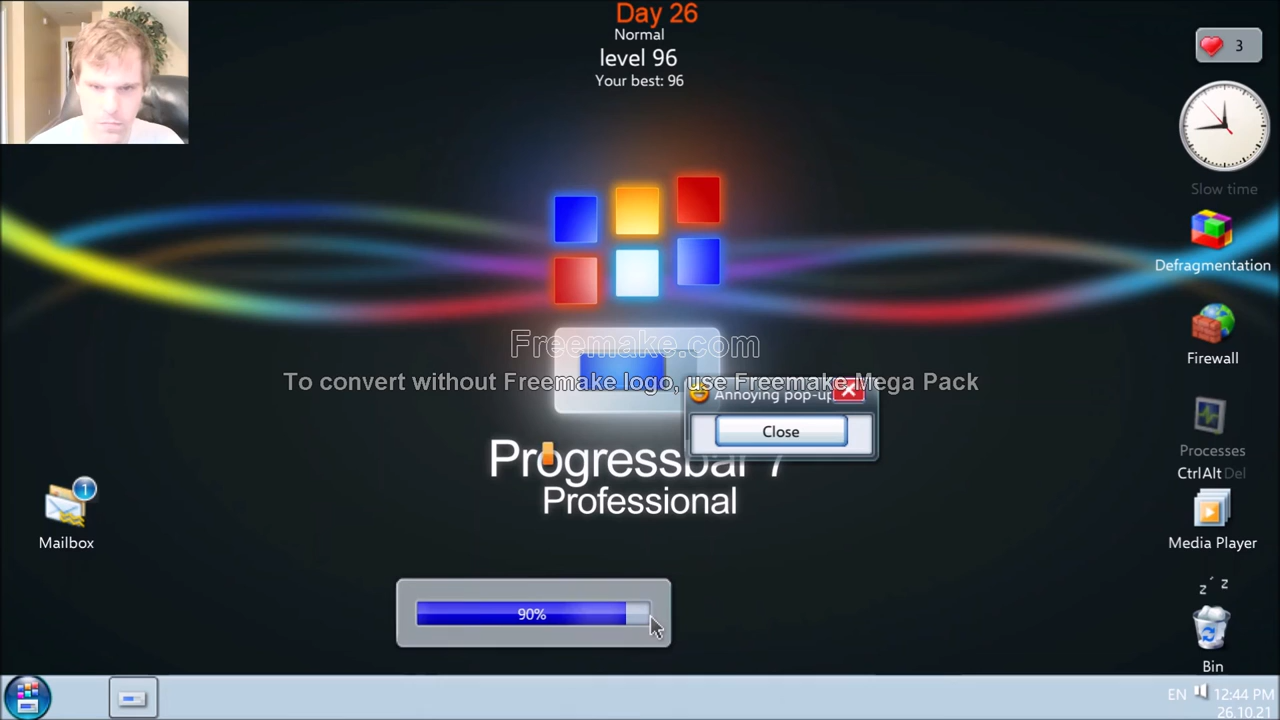 Day 26
Normal
level 96
Your best: 96
3
Slow time
Defragmentation
Firewall
Freemake.com
To convert without Freemake logo, use Freemake Mega Pack
Annoying pop-up
Close
Progressbar 7
Professional
Processes
CtrlAlt Del
Media Player
1
Mailbox
z z
90%
Bin
EN 12:44 PM
26.10.21